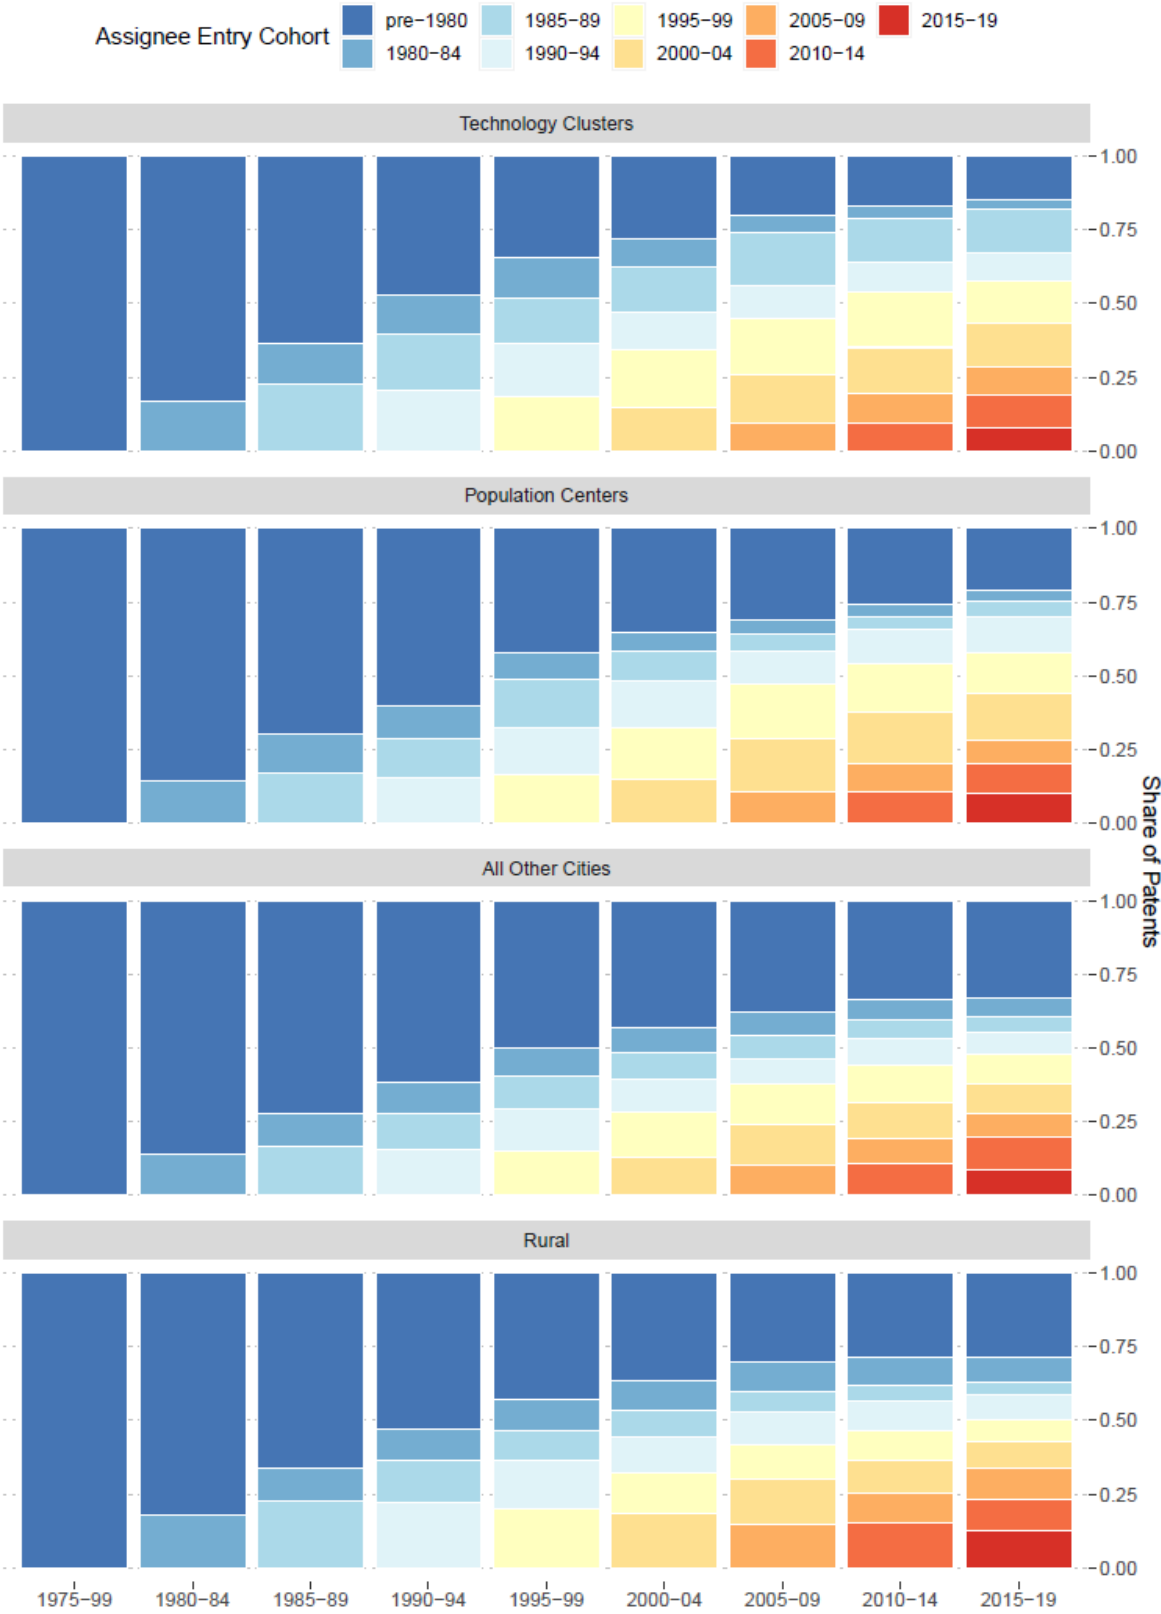 Assignee Entry Cohort
pre−1980 1985−89 1995−99 2005−09 2015−19
1980−84 1990−94 2000−04 2010−14
Technology Clusters
1.00
0.75
0.50
0.25
0.00
Population Centers
1.00
0.75
0.50
0.25
0.00
All Other Cities
1.00
0.75
0.50
0.25
0.00
Rural
1.00
0.75
0.50
0.25
0.00
Share of Patents
1975−99 1980−84 1985−89 1990−94 1995−99 2000−04 2005−09 2010−14 2015−19